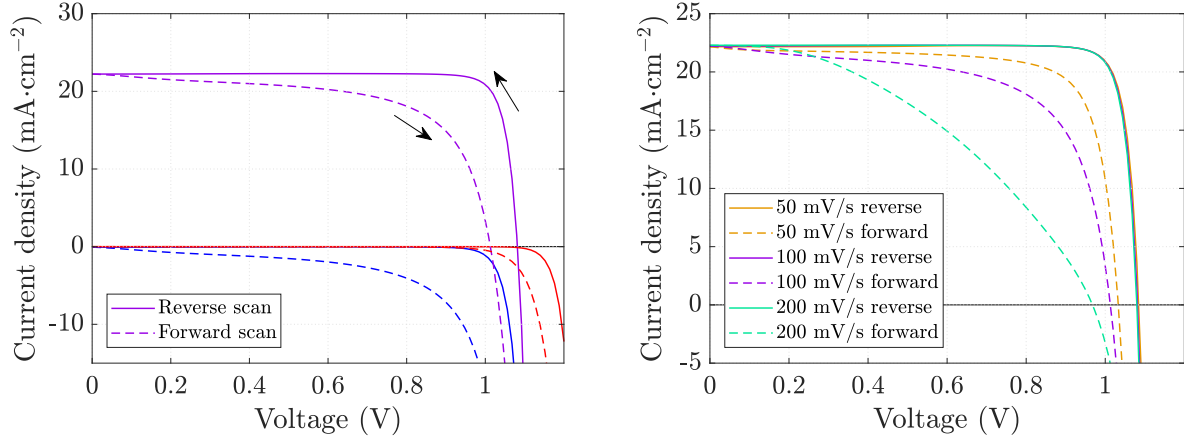 30
20
10
0
-10
0
0.2
0.4
0.6
0.8
1
Current density (mA·cm⁻²)
Voltage (V)
Reverse scan
Forward scan
25
20
15
10
5
0
-5
0
0.2
0.4
0.6
0.8
1
Current density (mA·cm⁻²)
Voltage (V)
50 mV/s reverse
50 mV/s forward
100 mV/s reverse
100 mV/s forward
200 mV/s reverse
200 mV/s forward